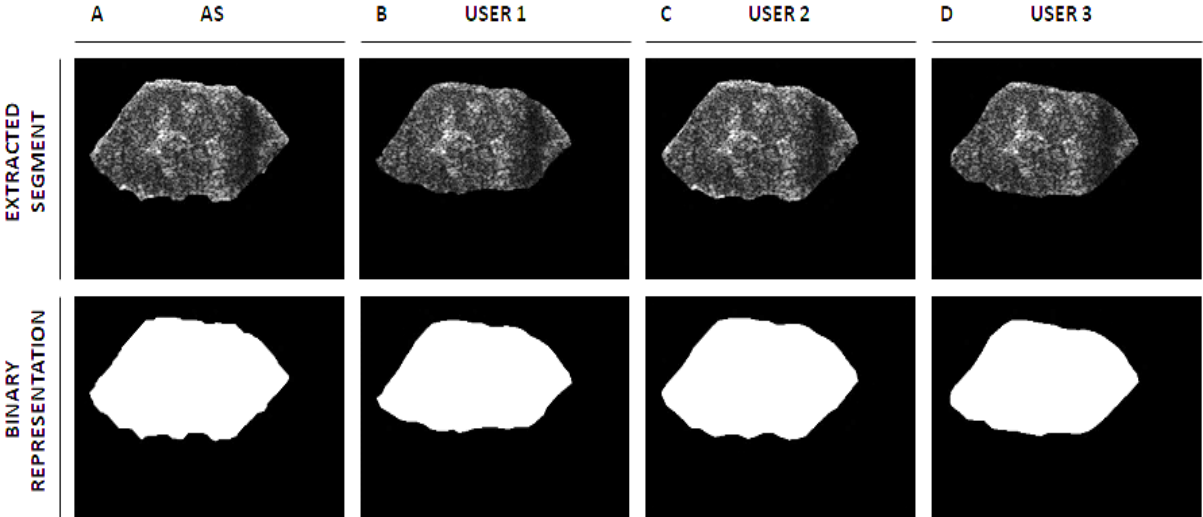 A AS B USER 1 C USER 2 D USER 3
EXTRACTED
SEGMENT
BINARY
REPRESENTATION